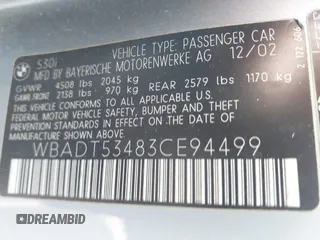 530i VEHICLE TYPE: PASSENGER CAR
MFD BY BAYERISCHE MOTORENWERKE AG 12/02
GVWR 4508 lbs 2045 kg
GAWR FRONT 2138 lbs 970 kg REAR 2579 lbs 1170 kg
THIS VEHICLE CONFORMS TO ALL APPLICABLE
FEDERAL MOTOR VEHICLE SAFETY, BUMPER,
AND THEFT PREVENTION STANDARDS IN EFFECT
ON THE DATE OF MANUFACTURE SHOWN ABOVE.
WBADT53483CE94499
DREAMBID
DREAMBID